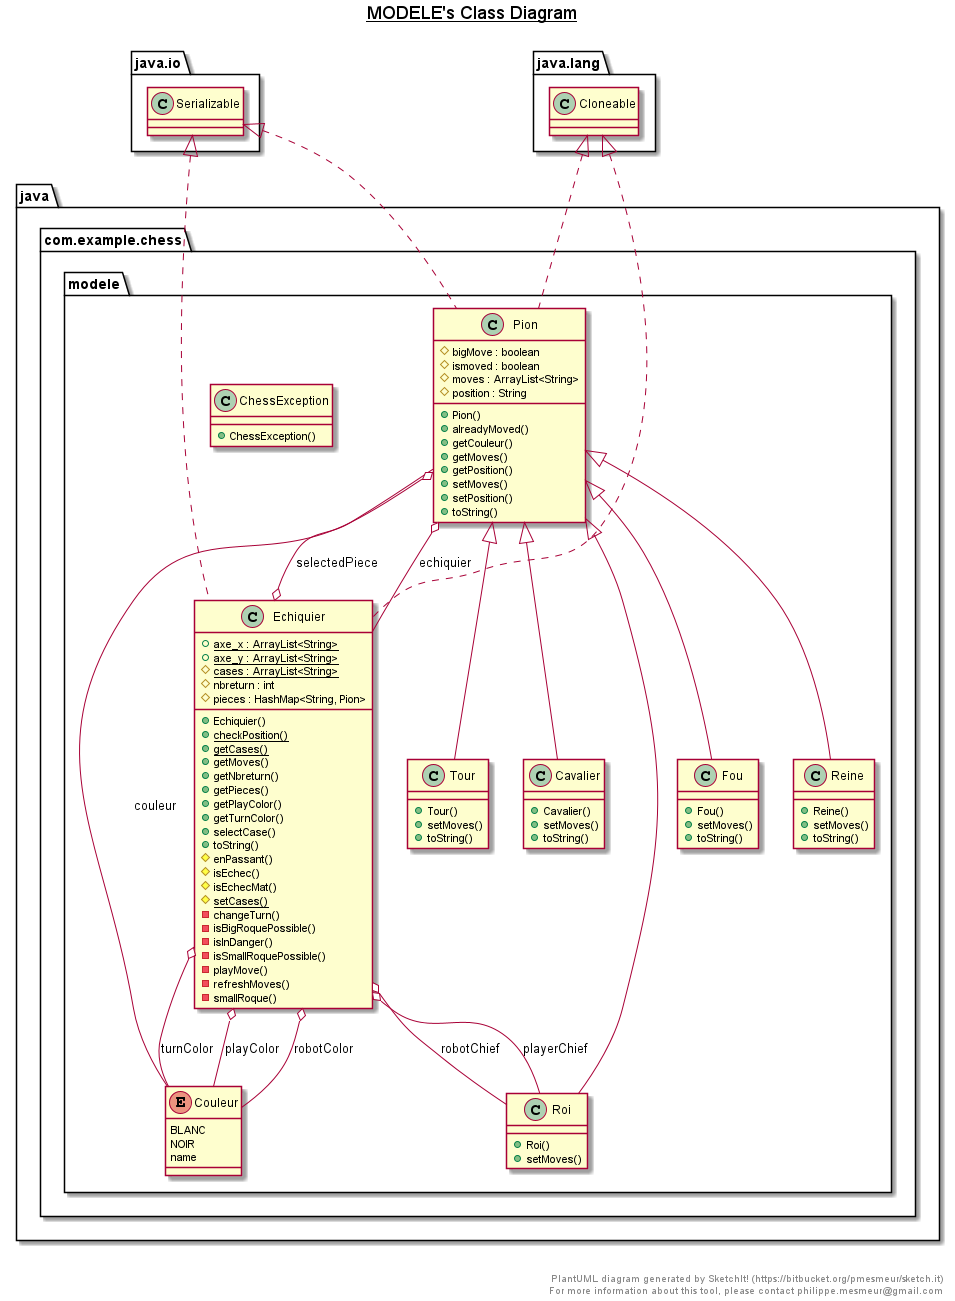 MODELE's Class Diagram
java.io
C Serializable
java.lang
C Cloneable
java
com.example.chess
modele
C Pion
bigMove : boolean
ismoved : boolean
moves : ArrayList<String>
position : String
Pion()
alreadyMoved()
getCouleur()
getMoves()
getPosition()
setMoves()
setPosition()
toString()
C ChessException
ChessException()
selectedPiece
echiquier
C Echiquier
axe_x : ArrayList<String>
axe_y : ArrayList<String>
cases : ArrayList<String>
nbreturn : int
pieces : HashMap<String, Pion>
Echiquier()
checkPosition()
getCases()
getMoves()
getNbreturn()
getPieces()
getPlayColor()
getTurnColor()
selectCase()
toString()
enPassant()
isEchec()
isEchecMat()
setCases()
changeTurn()
isBigRoquePossible()
isInDanger()
isSmallRoquePossible()
playMove()
refreshMoves()
smallRoque()
couleur
C Tour
Tour()
setMoves()
toString()
C Cavalier
Cavalier()
setMoves()
toString()
C Fou
Fou()
setMoves()
toString()
C Reine
Reine()
setMoves()
toString()
turnColor
playColor
robotColor
robotChief
playerChief
E Couleur
BLANC
NOIR
name
C Roi
Roi()
setMoves()
PlantUML diagram generated by SketchIt! (https://bitbucket.org/pmesmeur/sketch.it)
For more information about this tool, please contact philippe.mesmeur@gmail.com